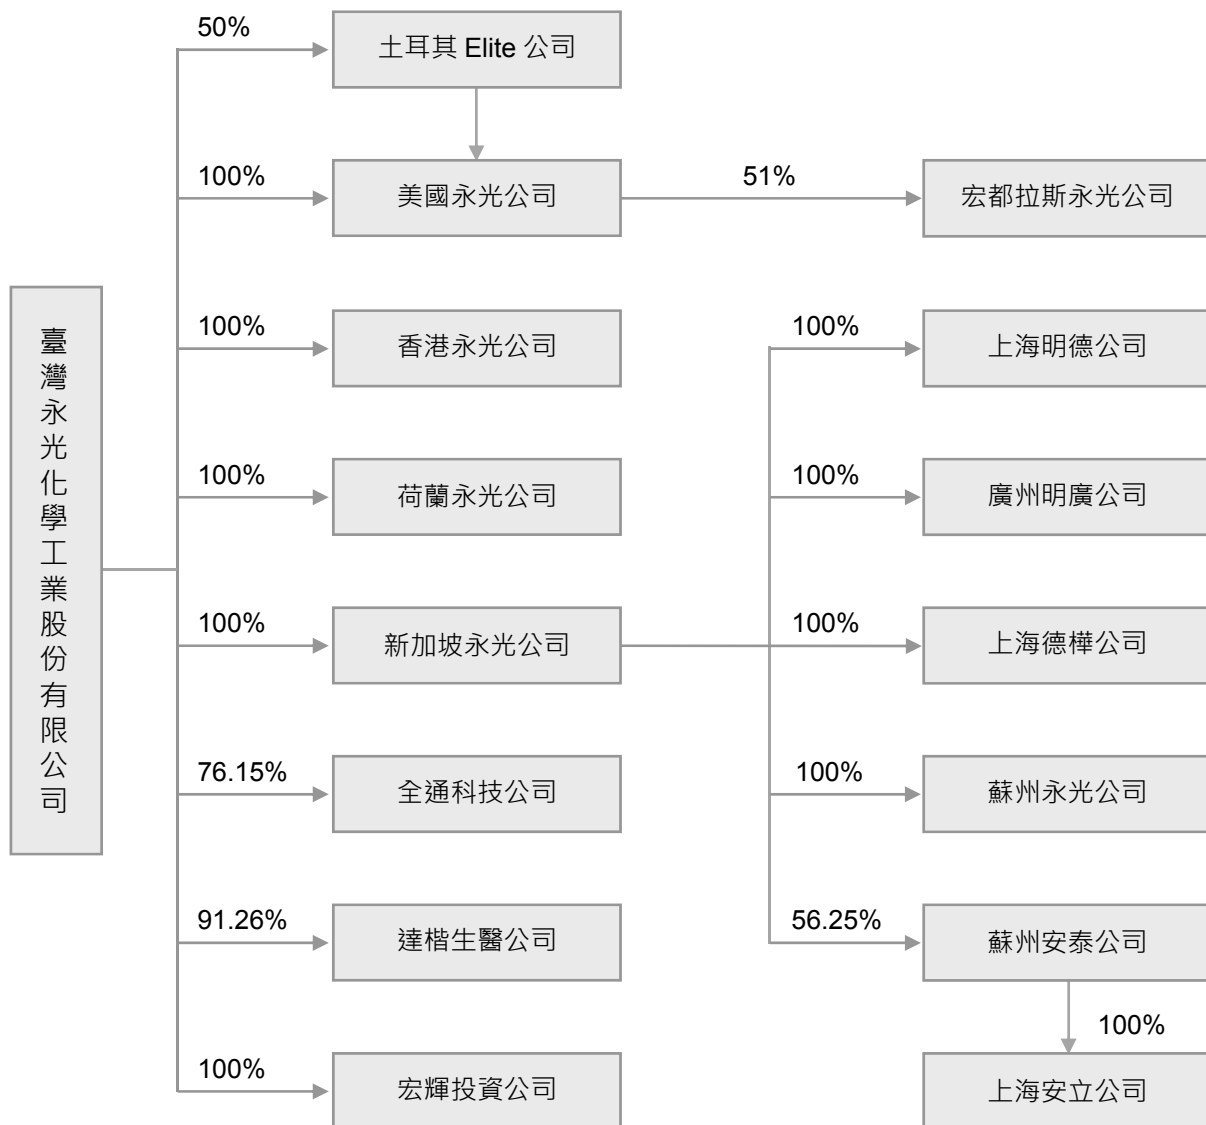 臺灣永光化學工業股份有限公司
50%
土耳其 Elite 公司
100%
美國永光公司
51%
宏都拉斯永光公司
100%
香港永光公司
100%
上海明德公司
100%
荷蘭永光公司
100%
廣州明廣公司
100%
新加坡永光公司
100%
上海德樺公司
76.15%
全通科技公司
100%
蘇州永光公司
91.26%
達楷生醫公司
56.25%
蘇州安泰公司
100%
宏輝投資公司
100%
上海安立公司